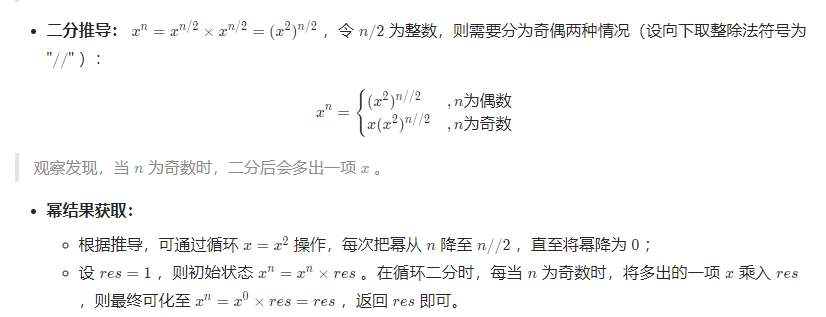 • 二分推导： $x^n = x^{n/2} \times x^{n/2} = (x^2)^{n/2}$ ，令 $n/2$ 为整数，则需要分为奇偶两种情况（设向下取整除法符号为
"//" ）：
$x^n = \begin{cases} (x^2)^{n//2} & , n为偶数 \\ x(x^2)^{n//2} & , n为奇数 \end{cases}$
观察发现，当 $n$ 为奇数时，二分后会多出一项 $x$ 。
• 幂结果获取：
○ 根据推导，可通过循环 $x = x^2$ 操作，每次把幂从 $n$ 降至 $n//2$ ，直至将幂降为 $0$ ；
○ 设 $res = 1$ ，则初始状态 $x^n = x^n \times res$ 。在循环二分时，每当 $n$ 为奇数时，将多出的一项 $x$ 乘入 $res$
，则最终可化至 $x^n = x^0 \times res = res$ ，返回 $res$ 即可。